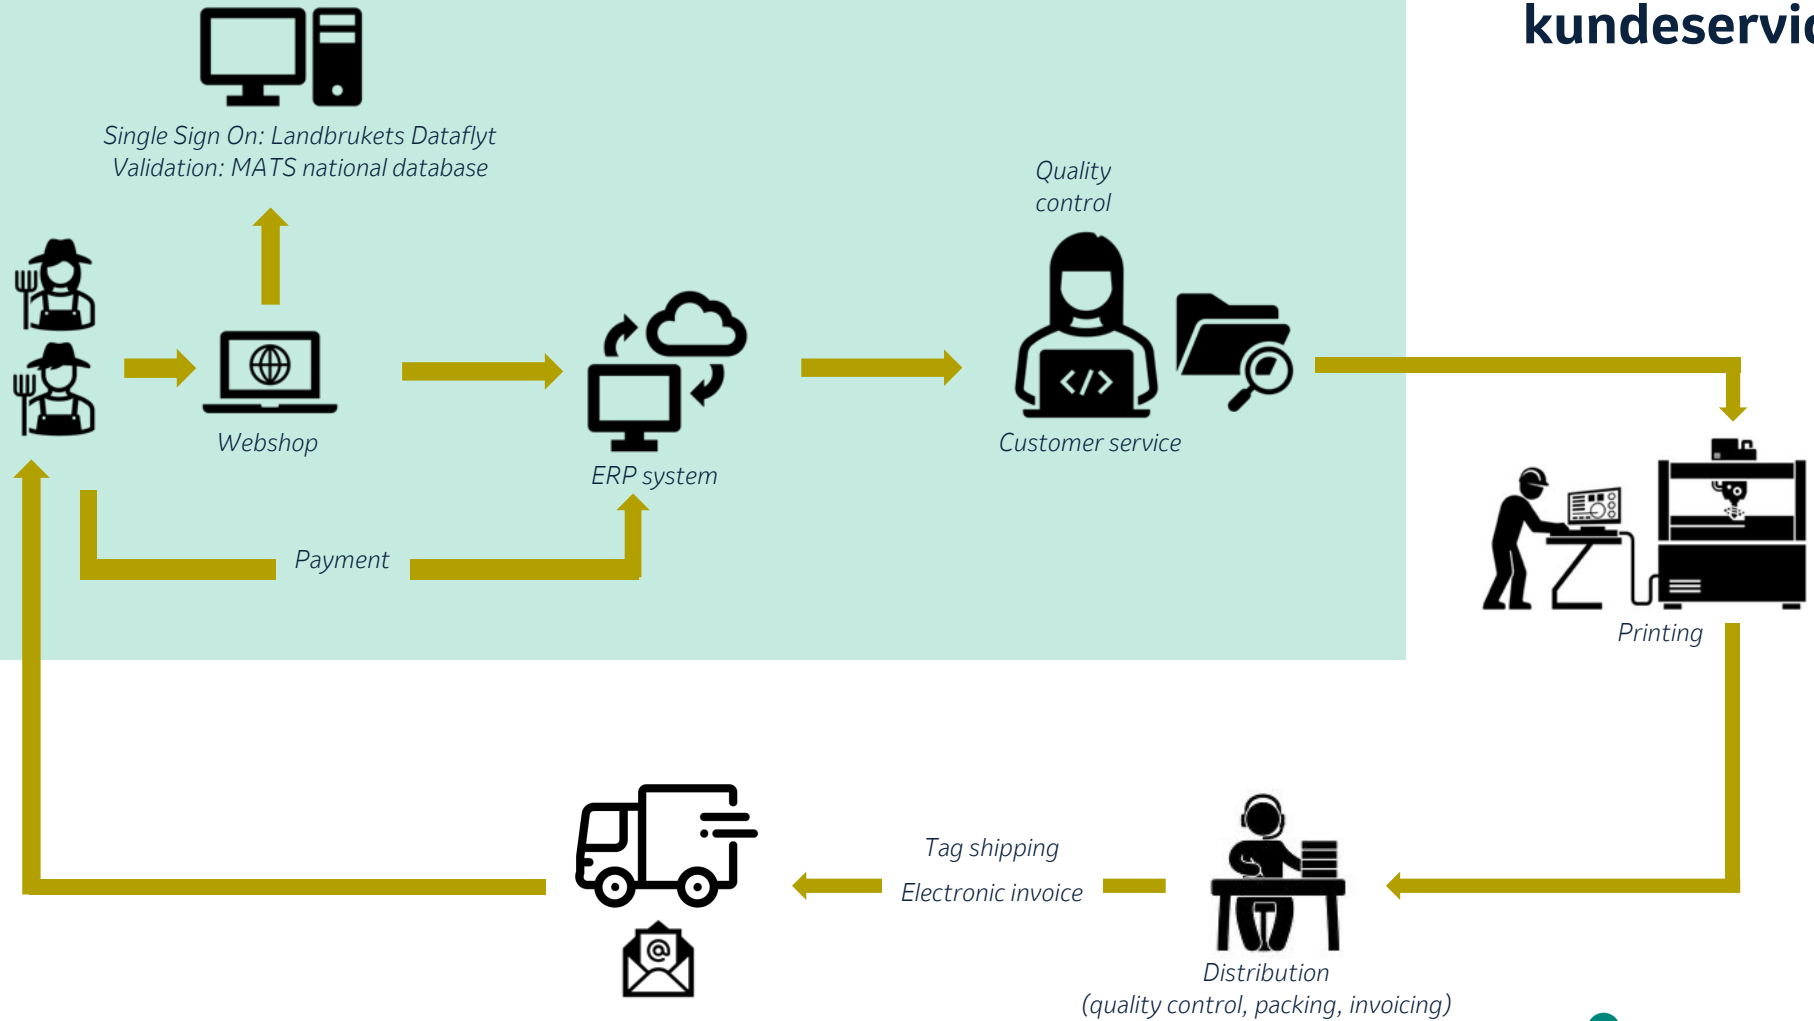 kundeservic
Single Sign On: Landbrukets Dataflyt
Validation: MATS national database
Quality
control
Webshop
ERP system
Customer service
Payment
Printing
Tag shipping
Electronic invoice
Distribution
(quality control, packing, invoicing)